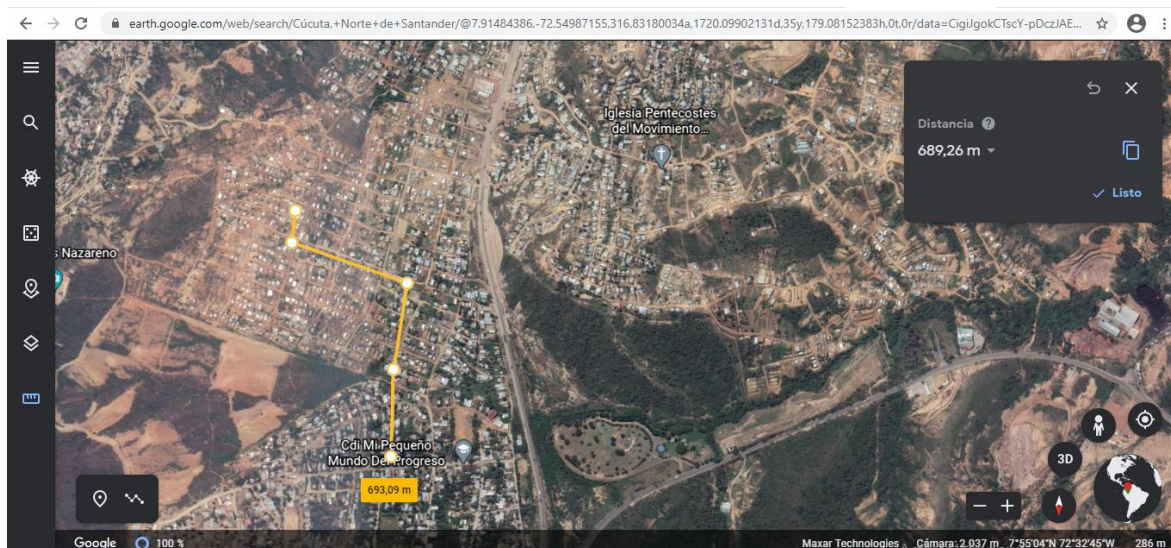 earth.google.com/web/search/Cúcuta,+Norte+de+Santander/@7.91484386,-72.54987155,316.83180034a,1720.09902131d,35y,179.08152383h,0t,0r/data=CigiJgokCTscY-pDczJAE...
Iglesia Pentecostes
del Movimiento...
Distancia
689,26 m
Listo
s Nazareno
Cdi Mi Pequeño
Mundo Del Progreso
693,09 m
3D
Google 100 % Maxar Technologies Cámara: 2.037 m 7°55'04"N 72°32'45"W 286 m